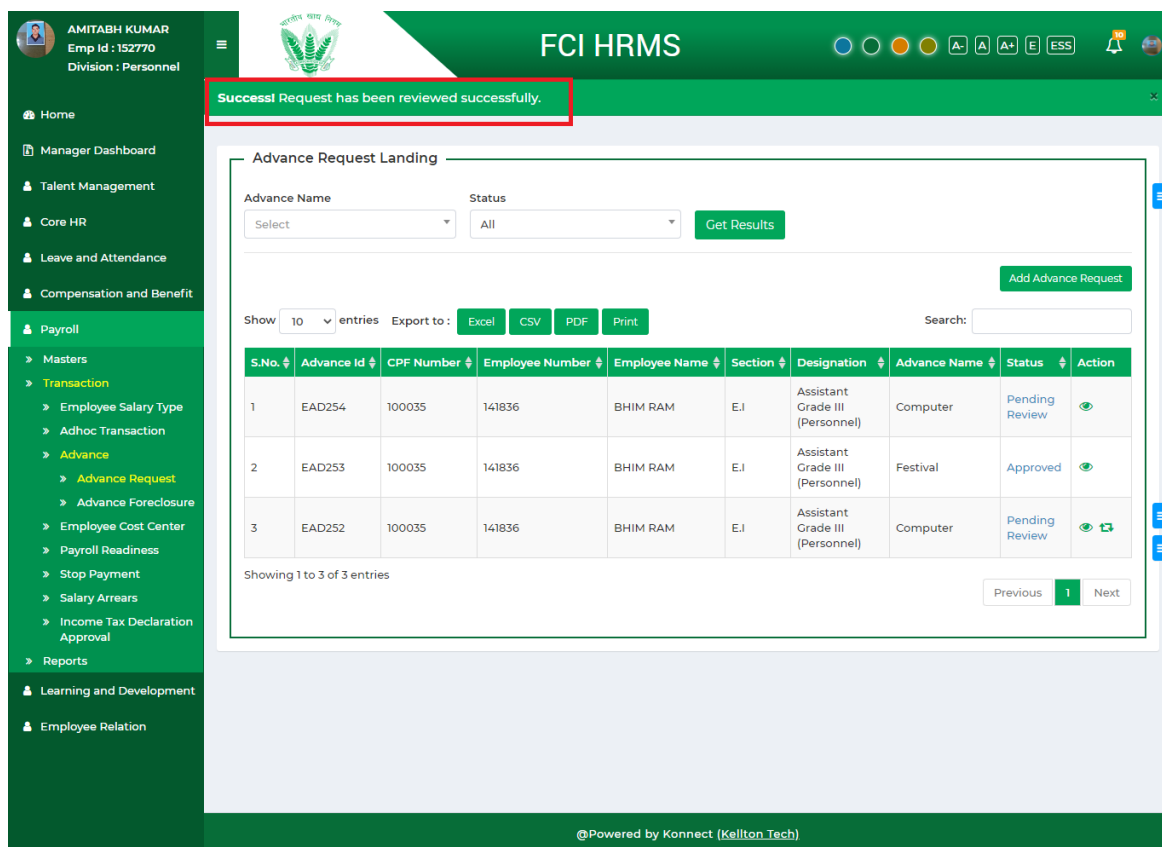 AMITABH KUMAR
Emp Id : 152770
Division : Personnel
भारतीय खाद्य निगम
FCI HRMS
A- A A+ E ESS
10
Success! Request has been reviewed successfully.
×
Home
Manager Dashboard
Talent Management
Core HR
Leave and Attendance
Compensation and Benefit
Payroll
Masters
Transaction
Employee Salary Type
Adhoc Transaction
Advance
Advance Request
Advance Foreclosure
Employee Cost Center
Payroll Readiness
Stop Payment
Salary Arrears
Income Tax Declaration
Approval
Reports
Learning and Development
Employee Relation
Advance Request Landing
Advance Name Status
Select All Get Results
Add Advance Request
Show 10 entries Export to : Excel CSV PDF Print Search:
S.No. Advance Id CPF Number Employee Number Employee Name Section Designation Advance Name Status Action
1 EAD254 100035 141836 BHIM RAM E.I Assistant Grade III (Personnel) Computer Pending Review
2 EAD253 100035 141836 BHIM RAM E.I Assistant Grade III (Personnel) Festival Approved
3 EAD252 100035 141836 BHIM RAM E.I Assistant Grade III (Personnel) Computer Pending Review
Showing 1 to 3 of 3 entries
Previous 1 Next
@Powered by Konnect (Kellton Tech)